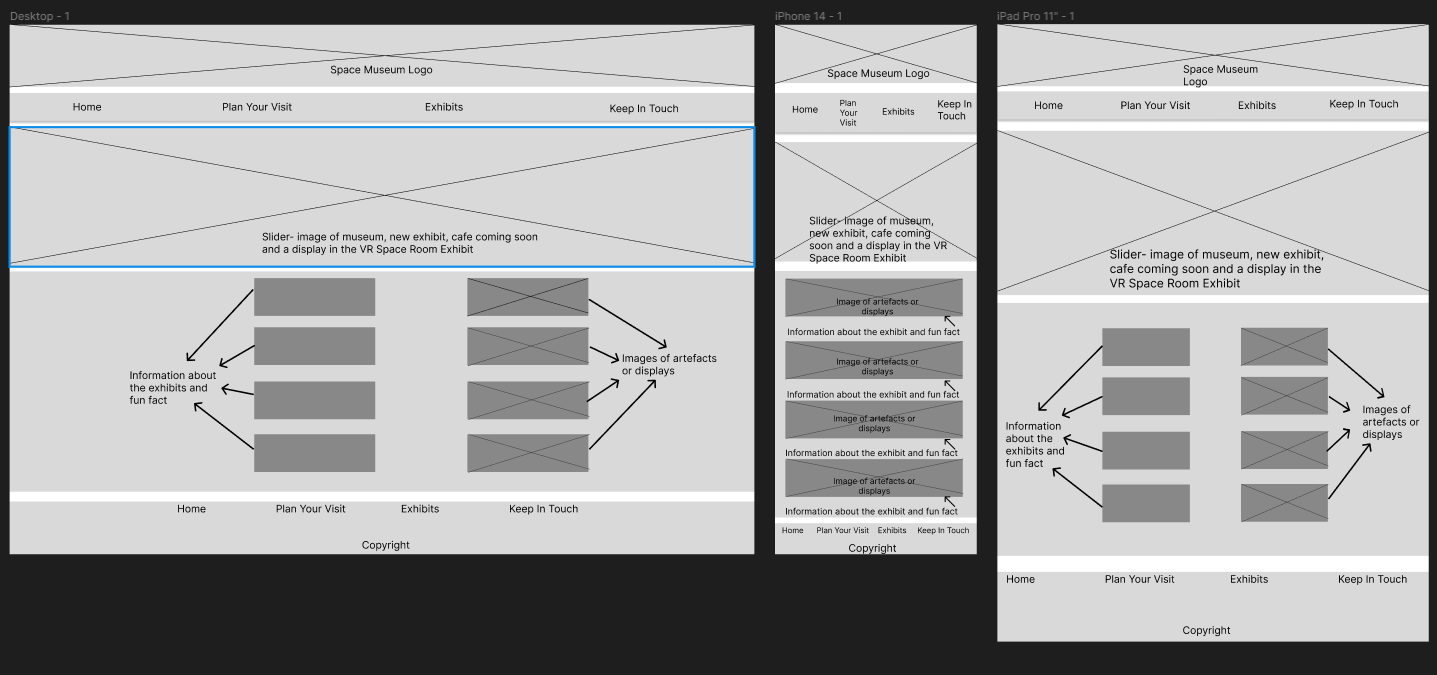 Desktop - 1
Space Museum Logo
Home
Plan Your Visit
Exhibits
Keep In Touch
Slider- image of museum, new exhibit, cafe coming soon
and a display in the VR Space Room Exhibit
Information about
the exhibits and
fun fact
Images of artefacts
or displays
Home
Plan Your Visit
Exhibits
Keep In Touch
Copyright
iPhone 14 - 1
Space Museum Logo
Home
Plan
Your
Visit
Exhibits
Keep In
Touch
Slider- image of museum,
new exhibit, cafe coming
soon and a display in the VR
Space Room Exhibit
Image of artefacts or
displays
Information about the exhibit and fun fact
Image of artefacts or
displays
Information about the exhibit and fun fact
Image of artefacts or
displays
Information about the exhibit and fun fact
Image of artefacts or
displays
Information about the exhibit and fun fact
Home
Plan Your Visit
Exhibits
Keep In Touch
Copyright
iPad Pro 11" - 1
Space Museum
Logo
Home
Plan Your Visit
Exhibits
Keep In Touch
Slider- image of museum, new exhibit,
cafe coming soon and a display in the
VR Space Room Exhibit
Information
about the
exhibits and
fun fact
Images of
artefacts or
displays
Home
Plan Your Visit
Exhibits
Keep In Touch
Copyright